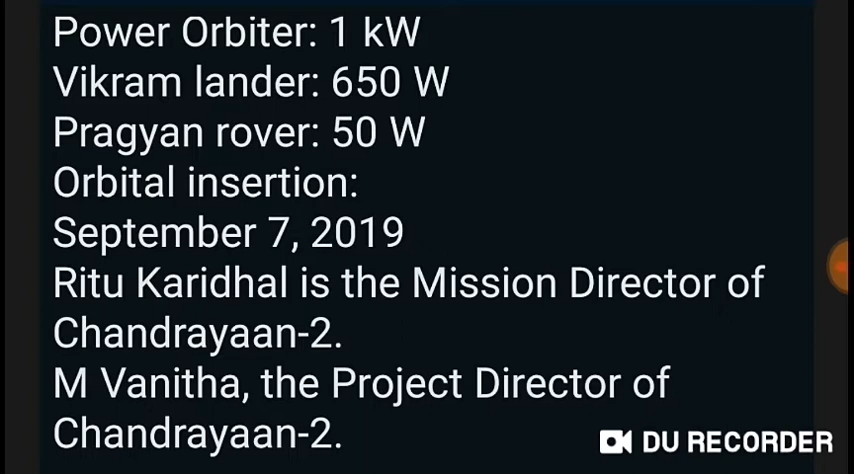 Power Orbiter: 1 kW
Vikram lander: 650 W
Pragyan rover: 50 W
Orbital insertion:
September 7, 2019
Ritu Karidhal is the Mission Director of
Chandrayaan-2.
M Vanitha, the Project Director of
Chandrayaan-2.
DU RECORDER